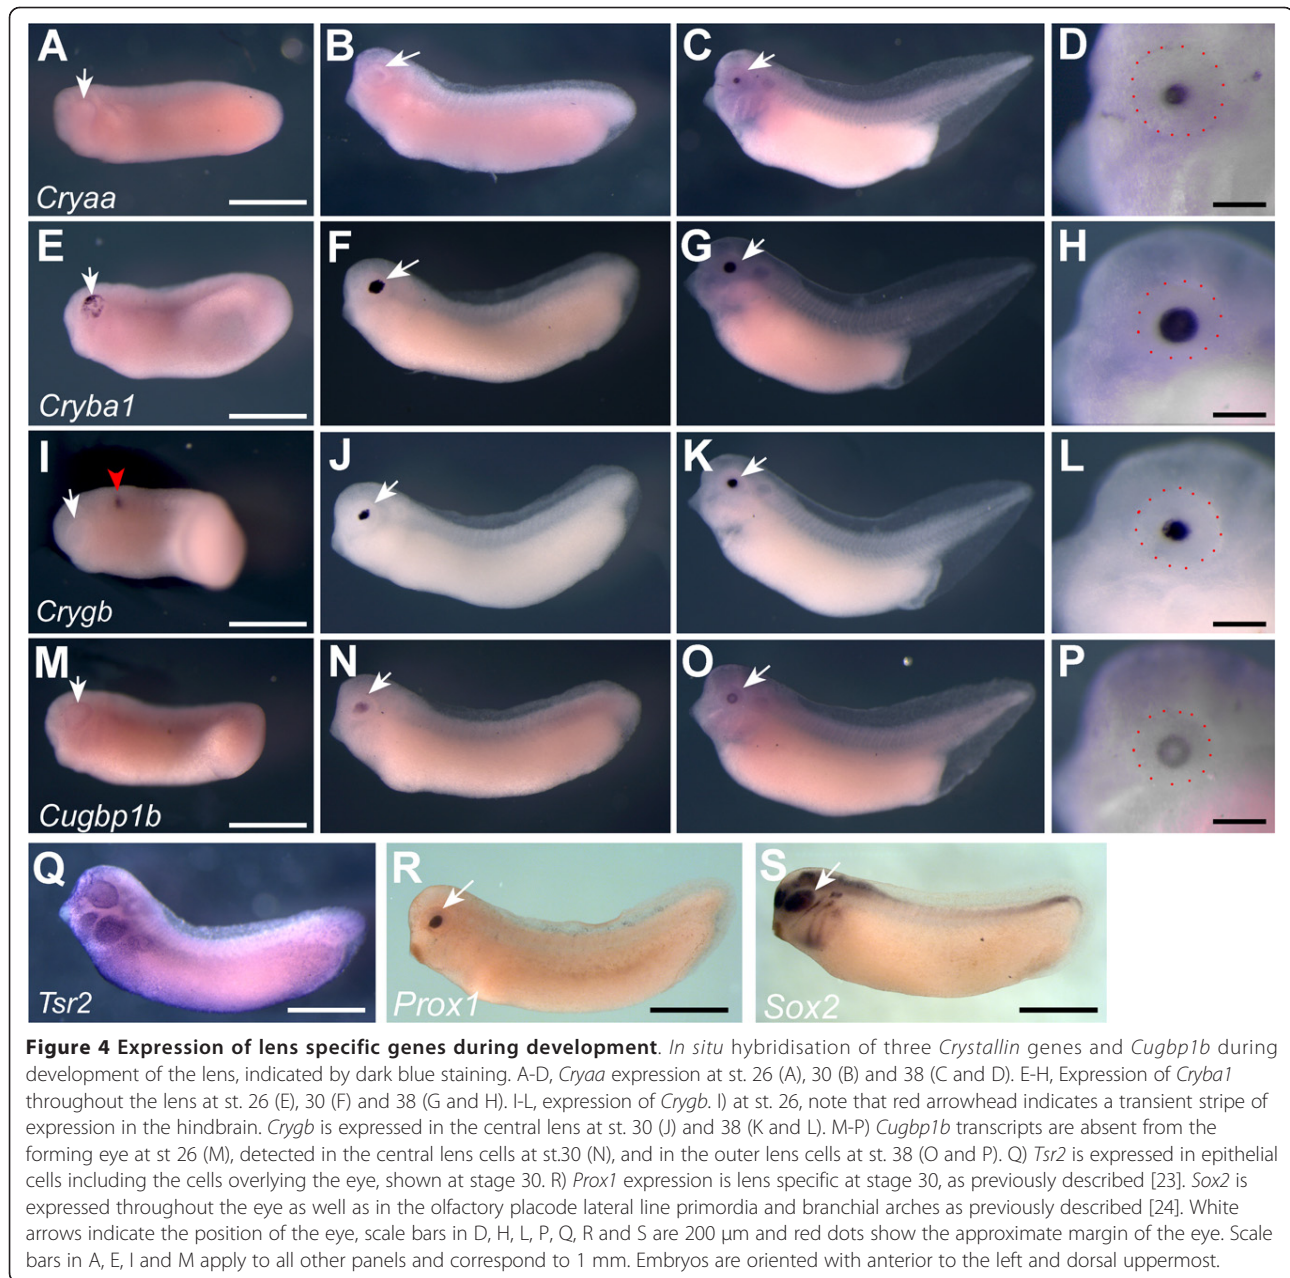 A
B
C
D
Cryaa
E
F
G
H
Cryba1
I
J
K
L
Crygb
M
N
O
P
Cugbp1b
Q
R
S
Tsr2
Prox1
Sox2
Figure 4 Expression of lens specific genes during development. In situ hybridisation of three Crystallin genes and Cugbp1b during
development of the lens, indicated by dark blue staining. A-D, Cryaa expression at st. 26 (A), 30 (B) and 38 (C and D). E-H, Expression of Cryba1
throughout the lens at st. 26 (E), 30 (F) and 38 (G and H). I-L, expression of Crygb. I) at st. 26, note that red arrowhead indicates a transient stripe of
expression in the hindbrain. Crygb is expressed in the central lens at st. 30 (J) and 38 (K and L). M-P) Cugbp1b transcripts are absent from the
forming eye at st 26 (M), detected in the central lens cells at st.30 (N), and in the outer lens cells at st. 38 (O and P). Q) Tsr2 is expressed in epithelial
cells including the cells overlying the eye, shown at stage 30. R) Prox1 expression is lens specific at stage 30, as previously described [23]. Sox2 is
expressed throughout the eye as well as in the olfactory placode lateral line primordia and branchial arches as previously described [24]. White
arrows indicate the position of the eye, scale bars in D, H, L, P, Q, R and S are 200 μm and red dots show the approximate margin of the eye. Scale
bars in A, E, I and M apply to all other panels and correspond to 1 mm. Embryos are oriented with anterior to the left and dorsal uppermost.